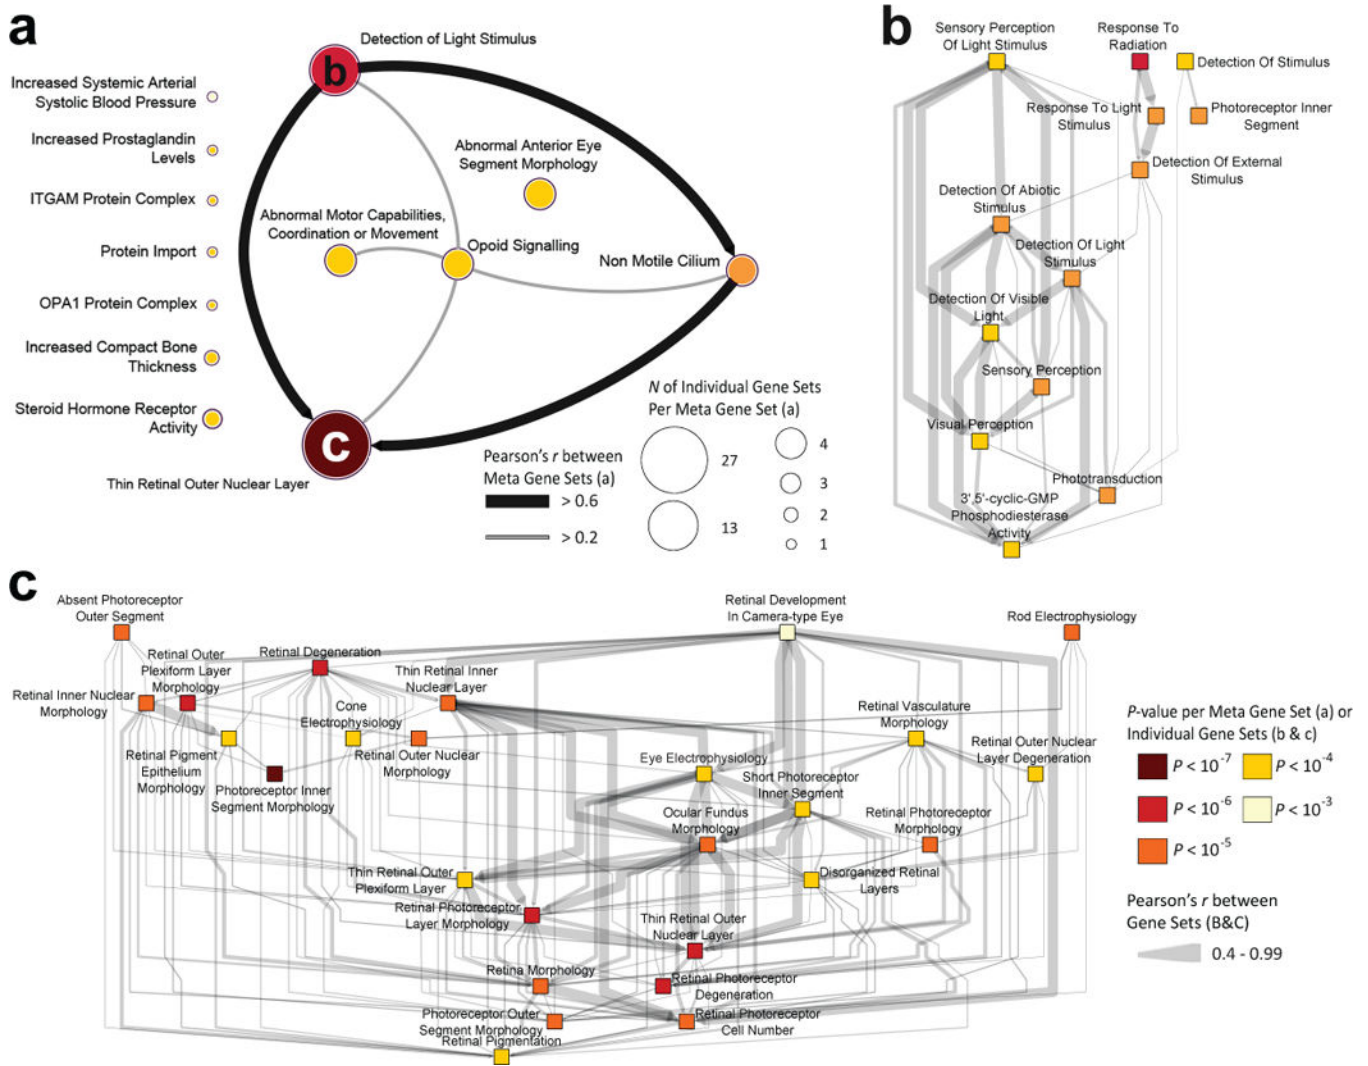 a
Detection of Light Stimulus
b
Increased Systemic Arterial
Systolic Blood Pressure
Increased Prostaglandin
Levels
ITGAM Protein Complex
Protein Import
OPA1 Protein Complex
Increased Compact Bone
Thickness
Steroid Hormone Receptor
Activity
Abnormal Anterior Eye
Segment Morphology
Abnormal Motor Capabilities,
Coordination or Movement
Opoid Signalling
Non Motile Cilium
C
Thin Retinal Outer Nuclear Layer
Pearson's r between
Meta Gene Sets (a)
> 0.6
> 0.2
N of Individual Gene Sets
Per Meta Gene Set (a)
27
13
4
3
2
1
b
Sensory Perception
Of Light Stimulus
Response To
Radiation
Detection Of Stimulus
Response To Light
Stimulus
Photoreceptor Inner
Segment
Detection Of External
Stimulus
Detection Of Abiotic
Stimulus
Detection Of Light
Stimulus
Detection Of Visible
Light
Sensory Perception
Visual Perception
Phototransduction
3',5'-cyclic-GMP
Phosphodiesterase
Activity
c
Absent Photoreceptor
Outer Segment
Retinal Development
In Camera-type Eye
Rod Electrophysiology
Retinal Outer
Plexiform Layer
Morphology
Retinal Degeneration
Thin Retinal Inner
Nuclear Layer
Retinal Inner Nuclear
Morphology
Cone
Electrophysiology
Retinal Vasculature
Morphology
Retinal Pigment
Epithelium
Morphology
Retinal Outer Nuclear
Morphology
Retinal Outer Nuclear
Layer Degeneration
Photoreceptor Inner
Segment Morphology
Eye Electrophysiology
Short Photoreceptor
Inner Segment
Ocular Fundus
Morphology
Retinal Photoreceptor
Morphology
Thin Retinal Outer
Plexiform Layer
Disorganized Retinal
Layers
Retinal Photoreceptor
Layer Morphology
Thin Retinal Outer
Nuclear Layer
Retina Morphology
Retinal Photoreceptor
Degeneration
Photoreceptor Outer
Segment Morphology
Retinal Photoreceptor
Cell Number
Retinal Pigmentation
P-value per Meta Gene Set (a) or
Individual Gene Sets (b & c)
P < 10-7
P < 10-4
P < 10-6
P < 10-3
P < 10-5
Pearson's r between
Gene Sets (B&C)
0.4 - 0.99